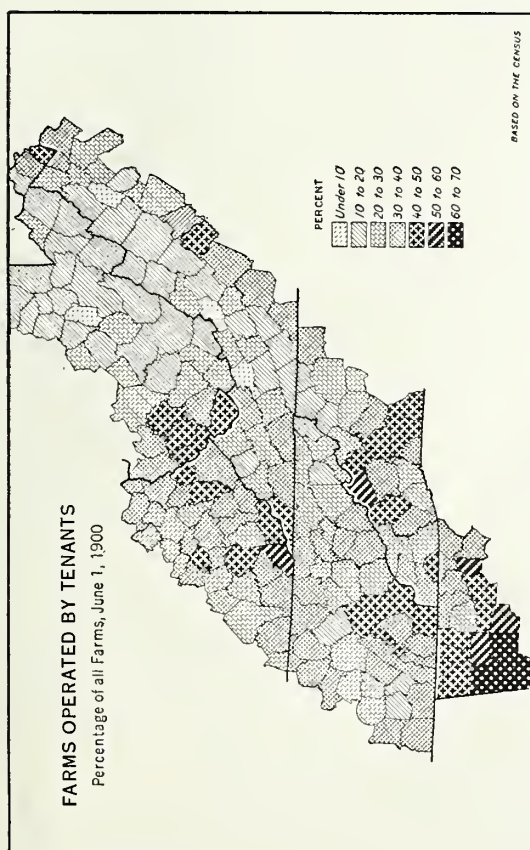 FARMS OPERATED BY TENANTS
Percentage of all Farms, June 1, 1900
PERCENT
Under 10
10 to 20
20 to 30
30 to 40
40 to 50
50 to 60
60 to 70
BASED ON THE CENSUS